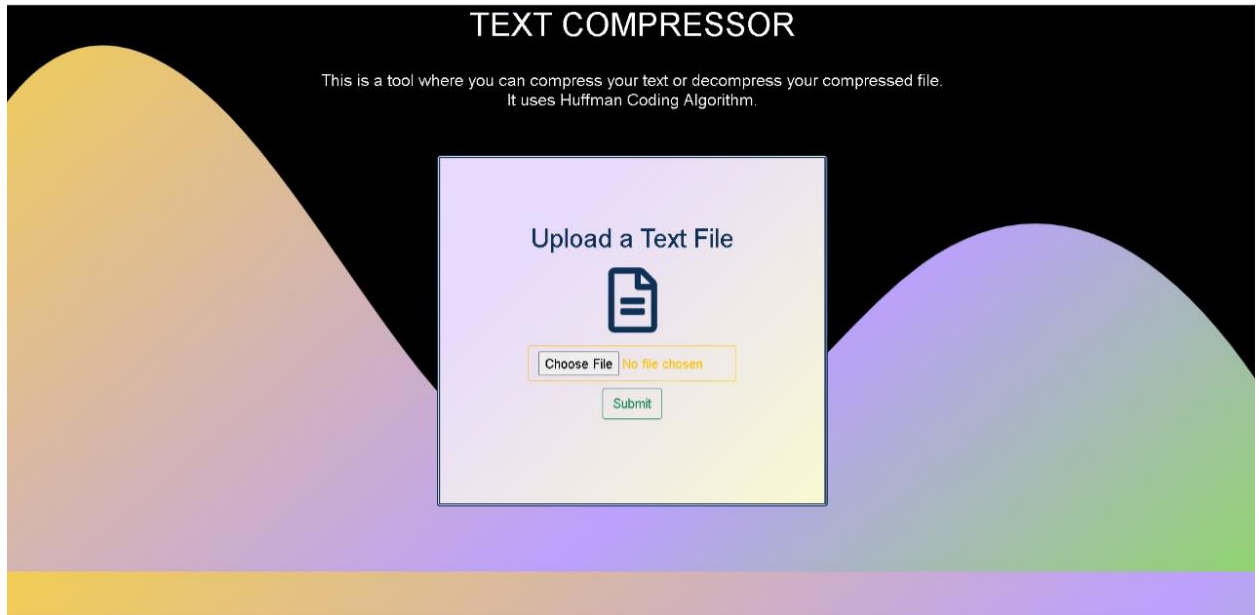 TEXT COMPRESSOR
This is a tool where you can compress your text or decompress your compressed file.
It uses Huffman Coding Algorithm.
Upload a Text File
Choose File No file chosen
Submit